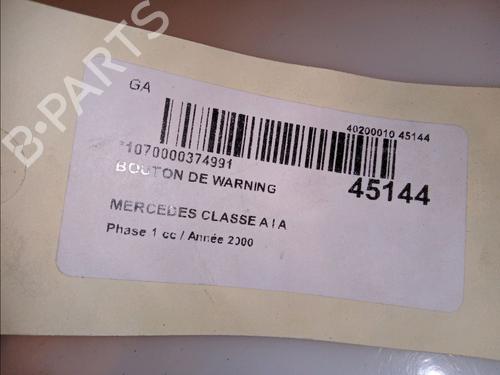 B-PARTS
GA
40200010 45144
*1070000374991
BOUTON DE WARNING
45144
MERCEDES CLASSE A I A
Phase 1 cc / Année 2000